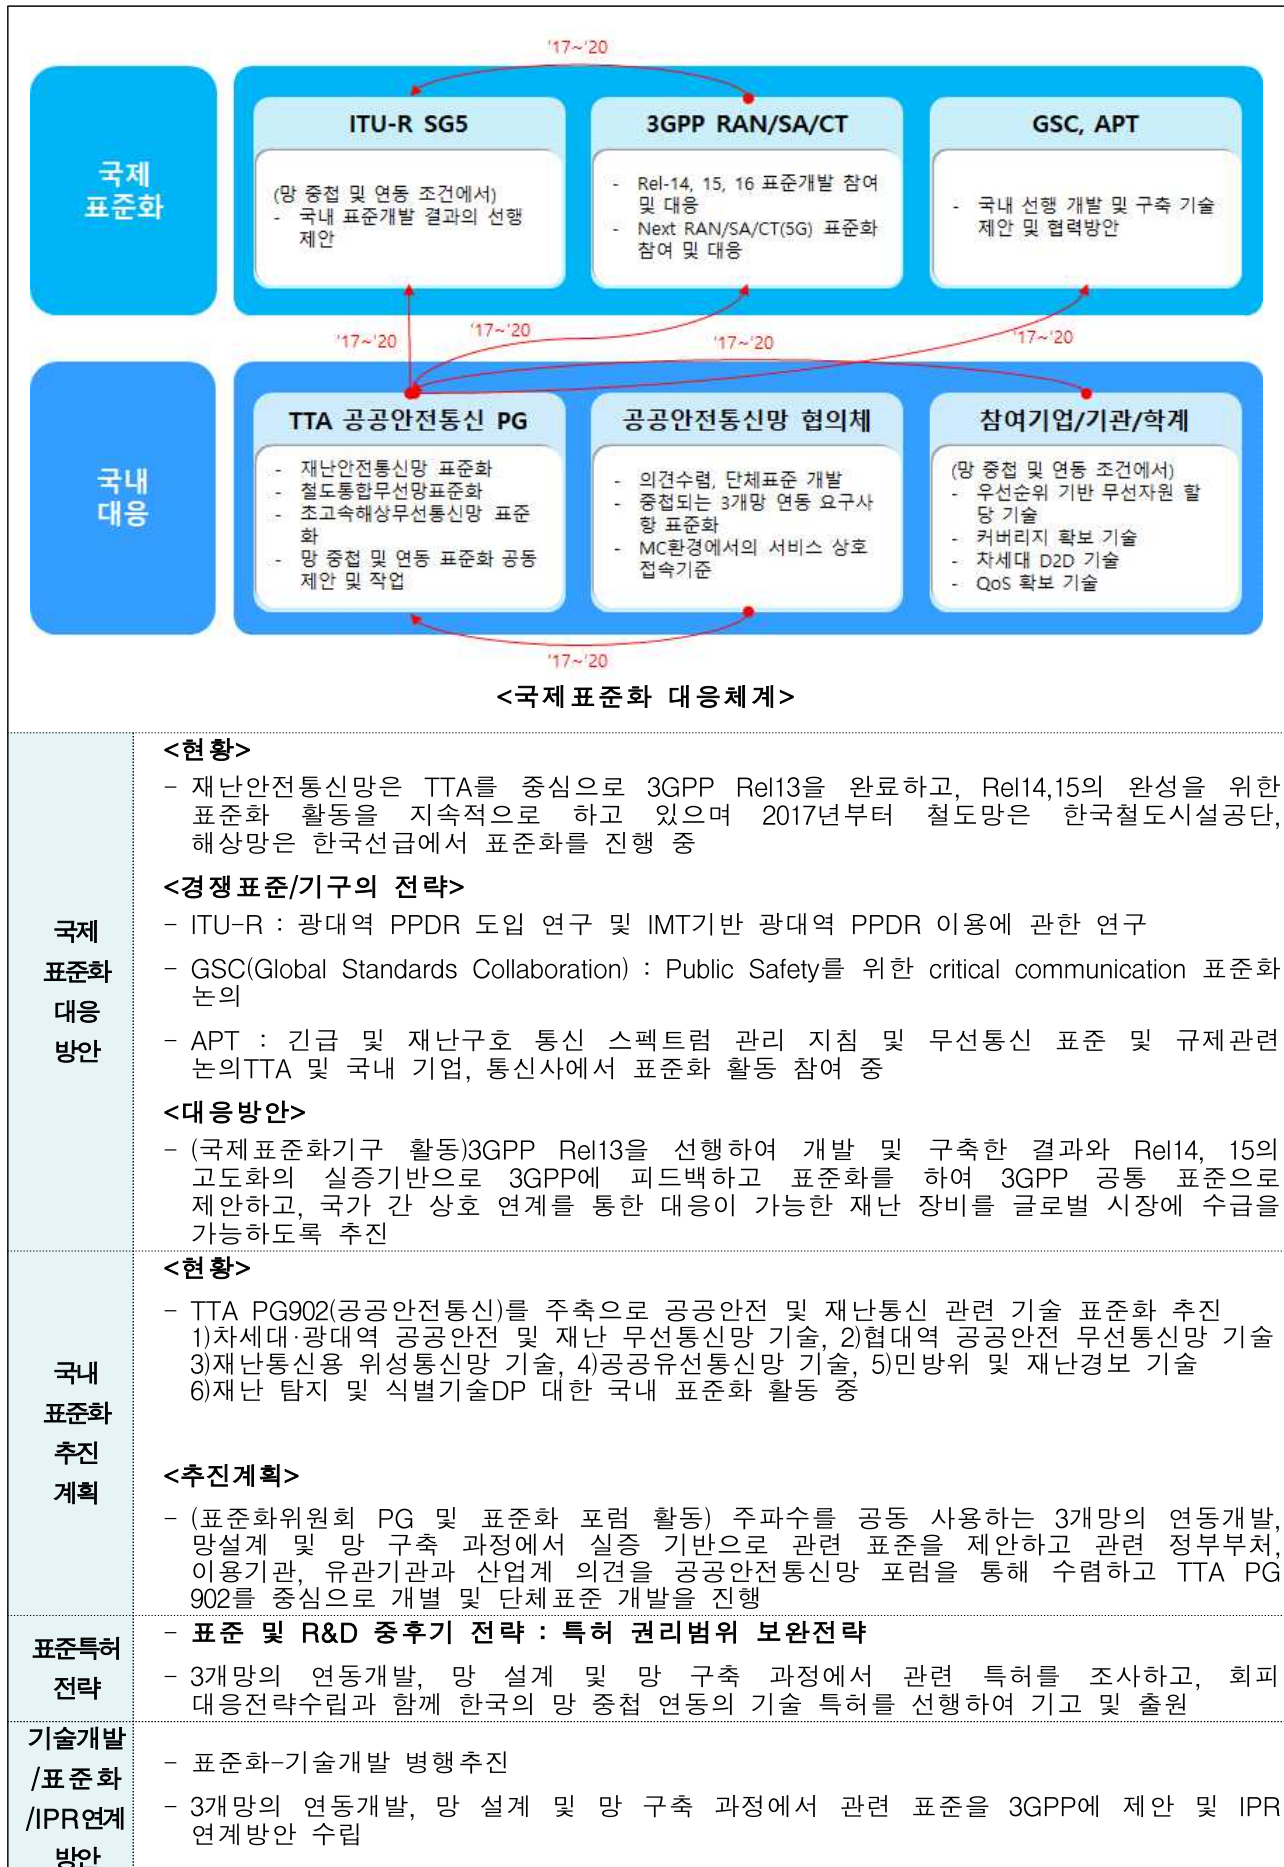 '17~'20
국제
표준화
ITU-R SG5
(망 중첩 및 연동 조건에서)
- 국내 표준개발 결과의 선행
제안
3GPP RAN/SA/CT
- Rel-14, 15, 16 표준개발 참여
및 대응
- Next RAN/SA/CT(5G) 표준화
참여 및 대응
GSC, APT
- 국내 선행 개발 및 구축 기술
제안 및 협력방안
'17~'20
'17~'20
'17~'20
'17~'20
국내
대응
TTA 공공안전통신 PG
- 재난안전통신망 표준화
- 철도통합무선망표준화
- 초고속해상무선통신망 표준
화
- 망 중첩 및 연동 표준화 공동
제안 및 작업
공공안전통신망 협의체
- 의견수렴, 단체표준 개발
- 중첩되는 3개망 연동 요구사
항 표준화
- MC환경에서의 서비스 상호
접속기준
참여기업/기관/학계
(망 중첩 및 연동 조건에서)
- 우선순위 기반 무선자원 할
당 기술
- 커버리지 확보 기술
- 차세대 D2D 기술
- QoS 확보 기술
'17~'20
<국제표준화 대응체계>
국제
표준화
대응
방안
<현황>
- 재난안전통신망은 TTA를 중심으로 3GPP Rel13을 완료하고, Rel14,15의 완성을 위한
표준화 활동을 지속적으로 하고 있으며 2017년부터 철도망은 한국철도시설공단,
해상망은 한국선급에서 표준화를 진행 중
<경쟁표준/기구의 전략>
- ITU-R : 광대역 PPDR 도입 연구 및 IMT기반 광대역 PPDR 이용에 관한 연구
- GSC(Global Standards Collaboration) : Public Safety를 위한 critical communication 표준화
논의
- APT : 긴급 및 재난구호 통신 스펙트럼 관리 지침 및 무선통신 표준 및 규제관련
논의TTA 및 국내 기업, 통신사에서 표준화 활동 참여 중
<대응방안>
- (국제표준화기구 활동)3GPP Rel13을 선행하여 개발 및 구축한 결과와 Rel14, 15의
고도화의 실증기반으로 3GPP에 피드백하고 표준화를 하여 3GPP 공통 표준으로
제안하고, 국가 간 상호 연계를 통한 대응이 가능한 재난 장비를 글로벌 시장에 수급을
가능하도록 추진
국내
표준화
추진
계획
<현황>
- TTA PG902(공공안전통신)를 주축으로 공공안전 및 재난통신 관련 기술 표준화 추진
1)차세대·광대역 공공안전 및 재난 무선통신망 기술, 2)협대역 공공안전 무선통신망 기술
3)재난통신용 위성통신망 기술, 4)공공유선통신망 기술, 5)민방위 및 재난경보 기술
6)재난 탐지 및 식별기술DP 대한 국내 표준화 활동 중
<추진계획>
- (표준화위원회 PG 및 표준화 포럼 활동) 주파수를 공동 사용하는 3개망의 연동개발,
망설계 및 망 구축 과정에서 실증 기반으로 관련 표준을 제안하고 관련 정부부처,
이용기관, 유관기관과 산업계 의견을 공공안전통신망 포럼을 통해 수렴하고 TTA PG
902를 중심으로 개별 및 단체표준 개발을 진행
표준특허
전략
- 표준 및 R&D 중후기 전략 : 특허 권리범위 보완전략
- 3개망의 연동개발, 망 설계 및 망 구축 과정에서 관련 특허를 조사하고, 회피
대응전략수립과 함께 한국의 망 중첩 연동의 기술 특허를 선행하여 기고 및 출원
기술개발
/표준화
/IPR연계
방안
- 표준화-기술개발 병행추진
- 3개망의 연동개발, 망 설계 및 망 구축 과정에서 관련 표준을 3GPP에 제안 및 IPR
연계방안 수립